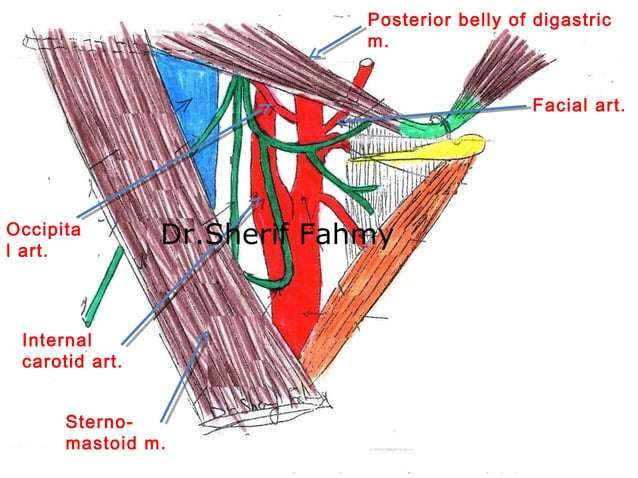 Posterior belly of digastric
m.
Facial art.
Occipita
l art.
Dr.Sherif Fahmy
Internal
carotid art.
Sterno-
mastoid m.